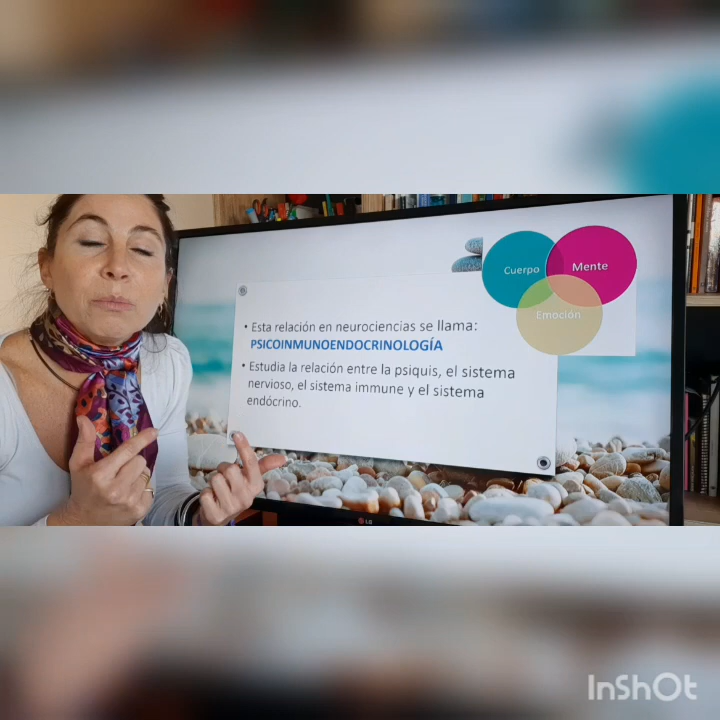 Cuerpo
Mente
Emoción
• Esta relación en neurociencias se llama:
PSICOINMUNOENDOCRINOLOGÍA
• Estudia la relación entre la psiquis, el sistema
nervioso, el sistema immune y el sistema
endócrino.
LG
InShOt